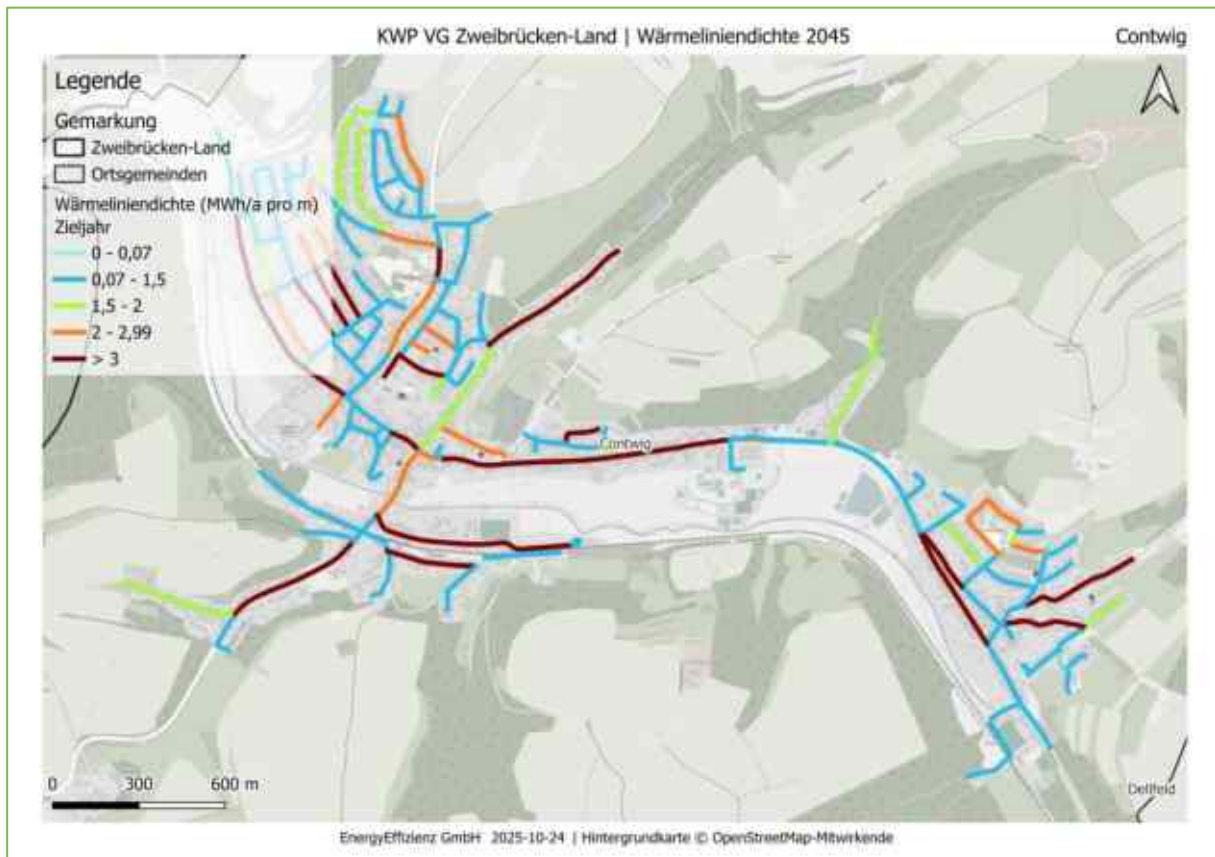 KWP VG Zweibrücken-Land | Wärmeliniendichte 2045
Contwig
Legende
Gemarkung
Zweibrücken-Land
Ortsgemeinden
Wärmeliniendichte (MWh/a pro m)
Zieljahr
0 - 0,07
0,07 - 1,5
1,5 - 2
2 - 2,99
> 3
Contwig
0 300 600 m
Dellfeld
EnergyEffizienz GmbH 2025-10-24 | Hintergrundkarte © OpenStreetMap-Mitwirkende